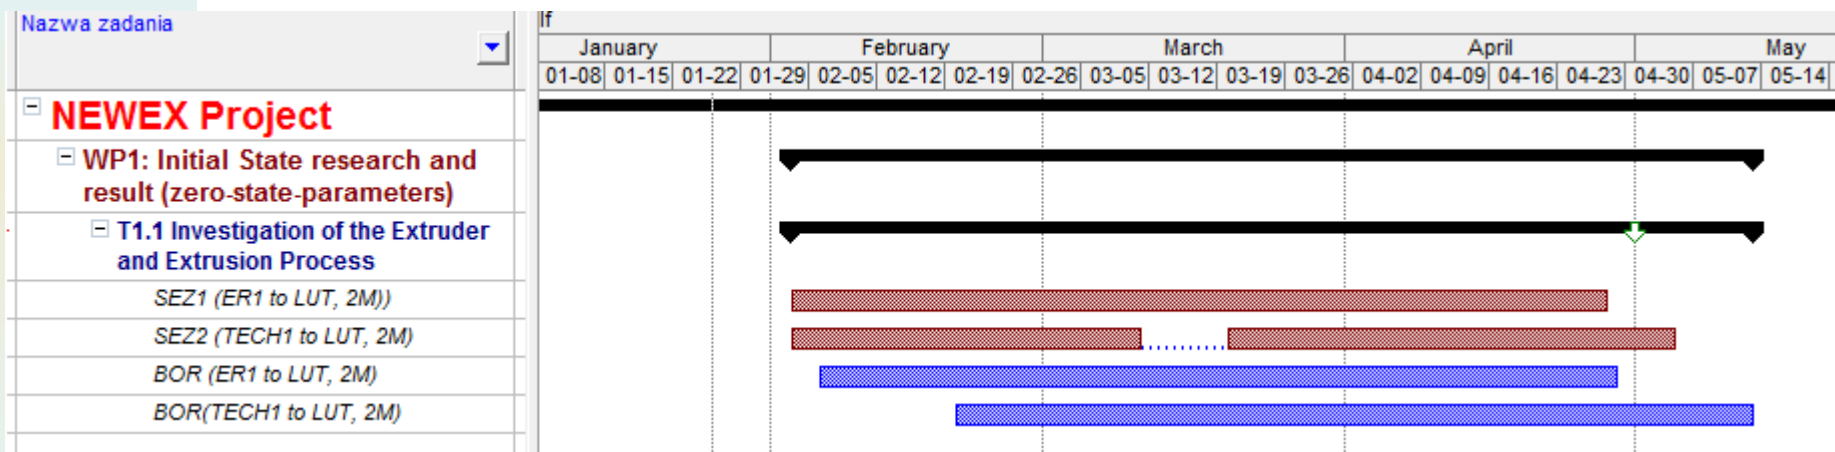 Nazwa zadania
lf
January February March April May
01-08 01-15 01-22 01-29 02-05 02-12 02-19 02-26 03-05 03-12 03-19 03-26 04-02 04-09 04-16 04-23 04-30 05-07 05-14
NEWEX Project
WP1: Initial State research and
result (zero-state-parameters)
T1.1 Investigation of the Extruder
and Extrusion Process
SEZ1 (ER1 to LUT, 2M))
SEZ2 (TECH1 to LUT, 2M)
BOR (ER1 to LUT, 2M)
BOR(TECH1 to LUT, 2M)